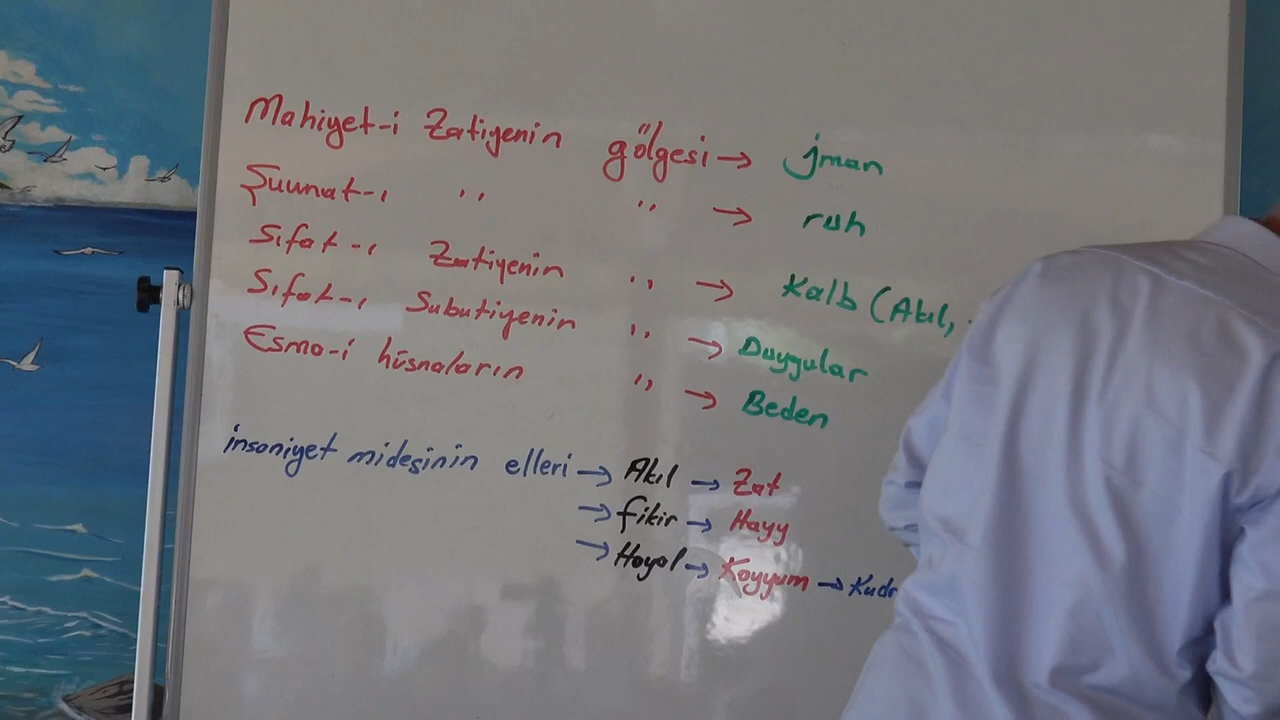 Mahiyet-i Zatiyenin gölgesi → iman
Şuunat-ı " " → ruh
Sıfat-ı Zatiyenin " → Kalb (Akıl,
Sıfat-ı Subutiyenin " → Duygular
Esma-i hüsnaların " → Beden
insaniyet midesinin elleri → Akıl → Zat
→ fikir → Hayy
→ Hayal → Kayyum → Kudr